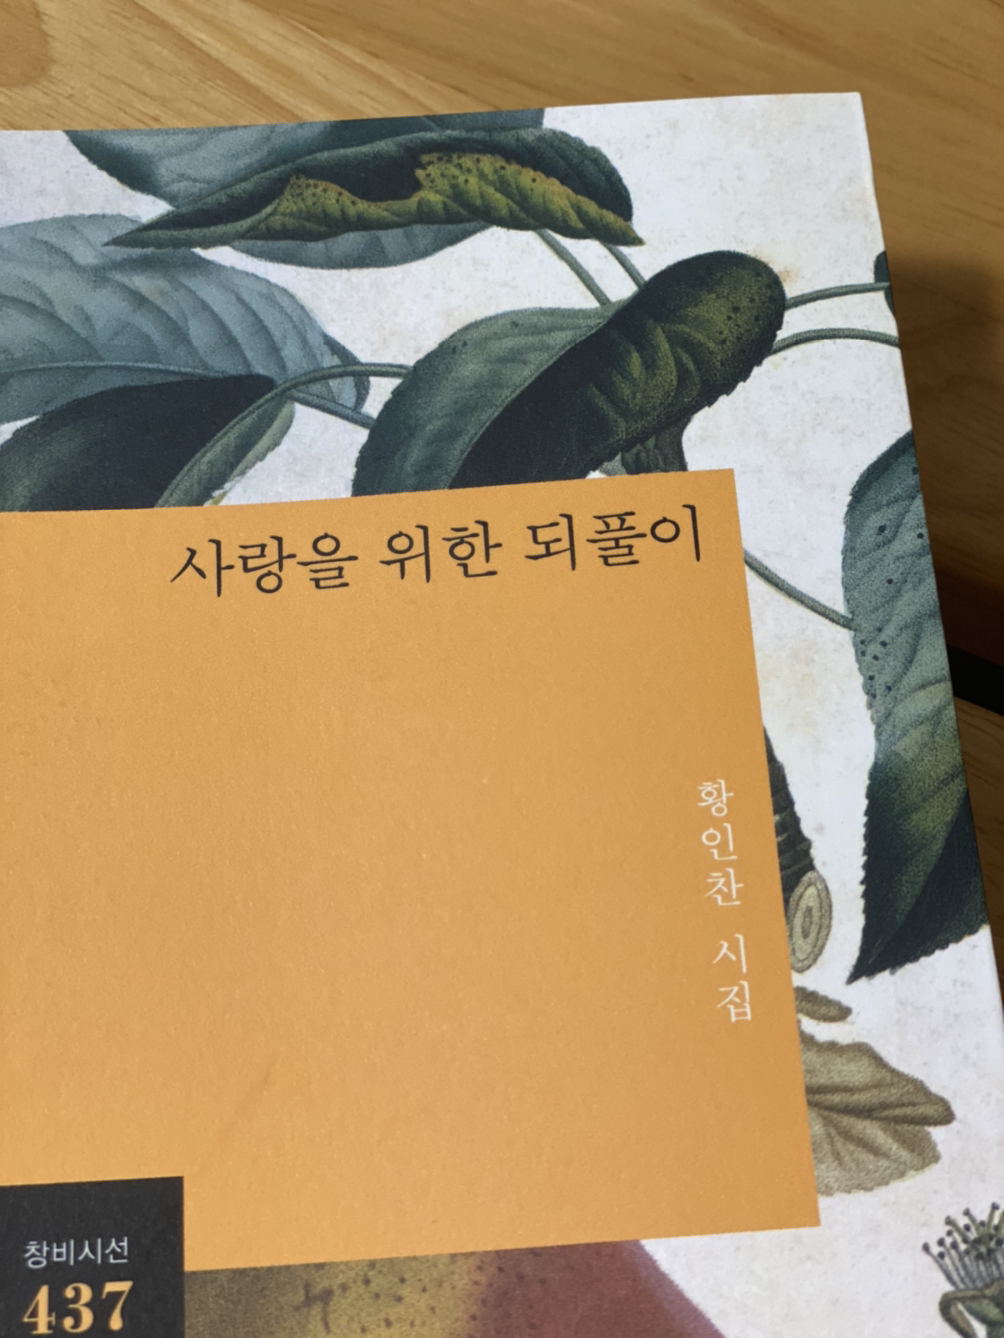 사랑을 위한 되풀이
황인찬 시집
창비시선
437